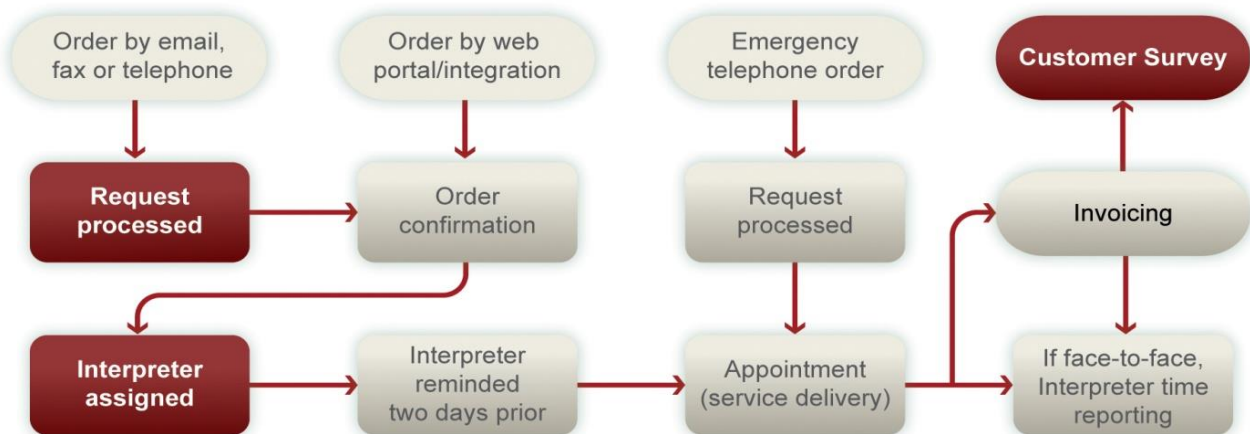 Order by email,
fax or telephone
Order by web
portal/integration
Emergency
telephone order
Customer Survey
Request
processed
Order
confirmation
Request
processed
Invoicing
Interpreter
assigned
Interpreter
reminded
two days prior
Appointment
(service delivery)
If face-to-face,
Interpreter time
reporting